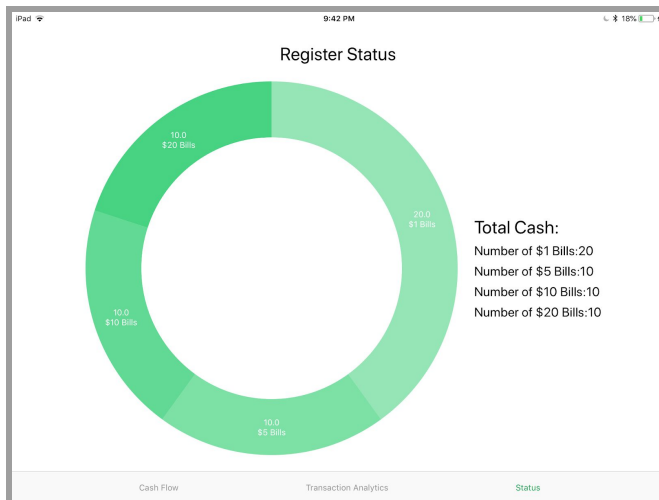 iPad
9:42 PM
18%
Register Status
10.0
$20 Bills
20.0
$1 Bills
10.0
$10 Bills
10.0
$5 Bills
Total Cash:
Number of $1 Bills:20
Number of $5 Bills:10
Number of $10 Bills:10
Number of $20 Bills:10
Cash Flow
Transaction Analytics
Status